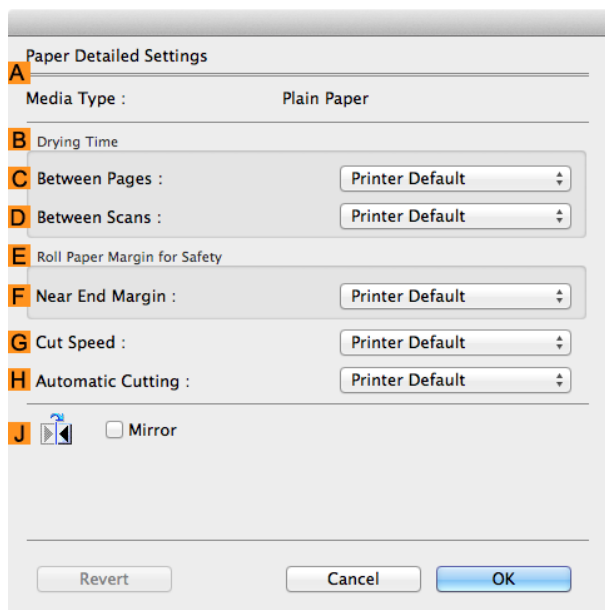 Paper Detailed Settings
A
Media Type : Plain Paper
B Drying Time
C Between Pages : Printer Default
D Between Scans : Printer Default
E Roll Paper Margin for Safety
F Near End Margin : Printer Default
G Cut Speed : Printer Default
H Automatic Cutting : Printer Default
J Mirror
Revert Cancel OK